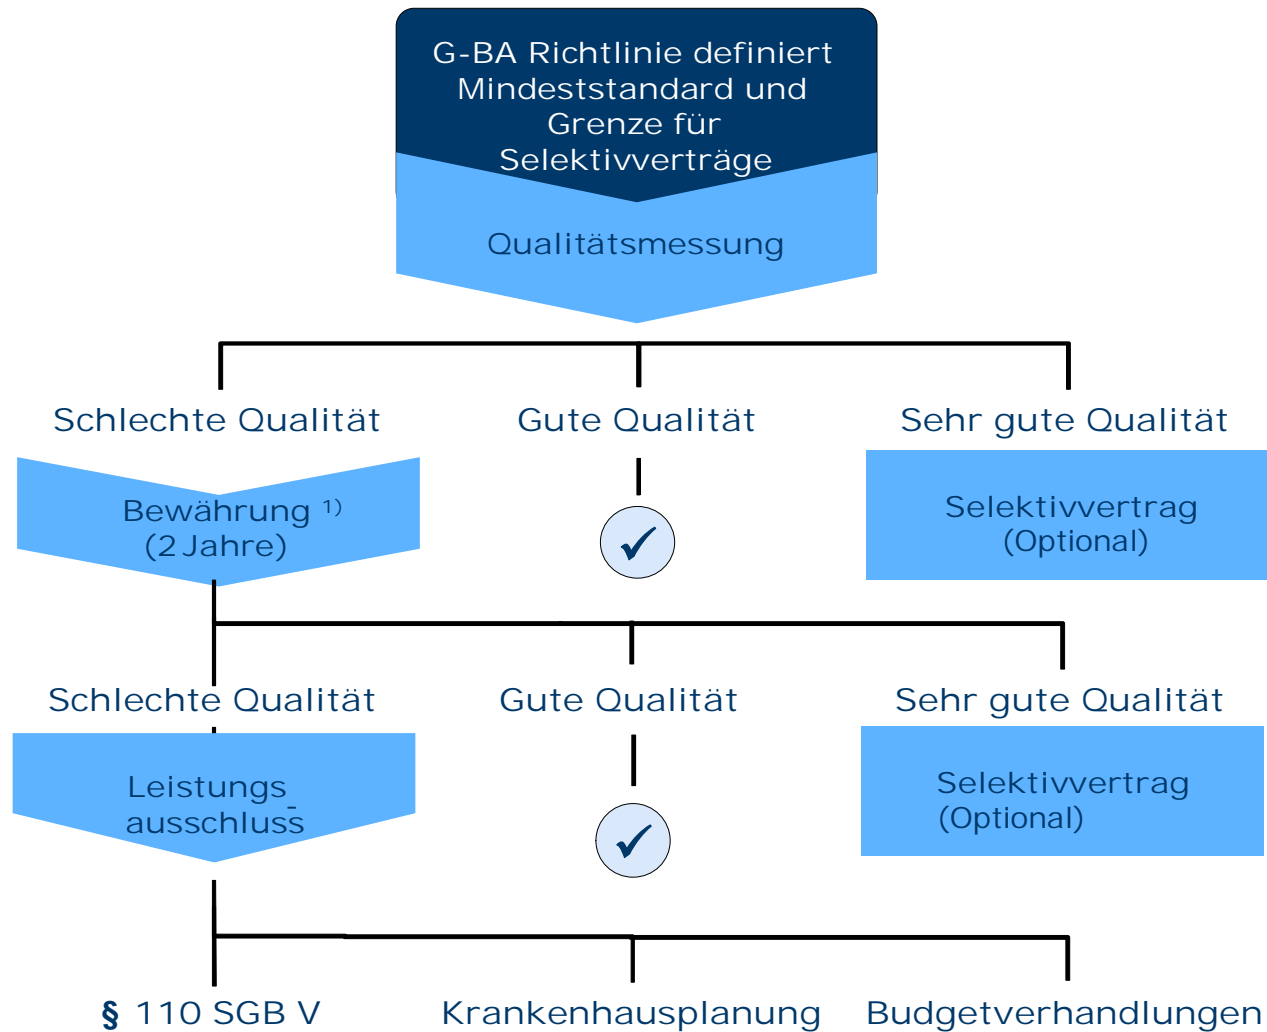 G-BA Richtlinie definiert
Mindeststandard und
Grenze für
Selektivverträge
Qualitätsmessung
Schlechte Qualität
Gute Qualität
Sehr gute Qualität
Bewährung 1)
(2 Jahre)
Selektivvertrag
(Optional)
Schlechte Qualität
Gute Qualität
Sehr gute Qualität
Leistungs-
ausschluss
Selektivvertrag
(Optional)
§ 110 SGB V
Krankenhausplanung
Budgetverhandlungen